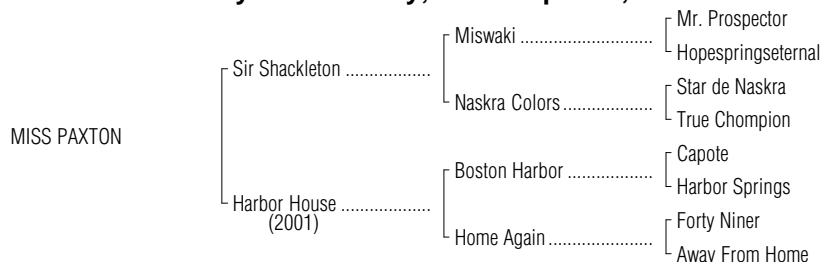 Mr. Prospector
Miswaki
Hopespringseternal
Sir Shackleton
Star de Naskra
Naskra Colors
True Chompion
MISS PAXTON
Capote
Boston Harbor
Harbor Springs
Harbor House
(2001)
Forty Niner
Home Again
Away From Home